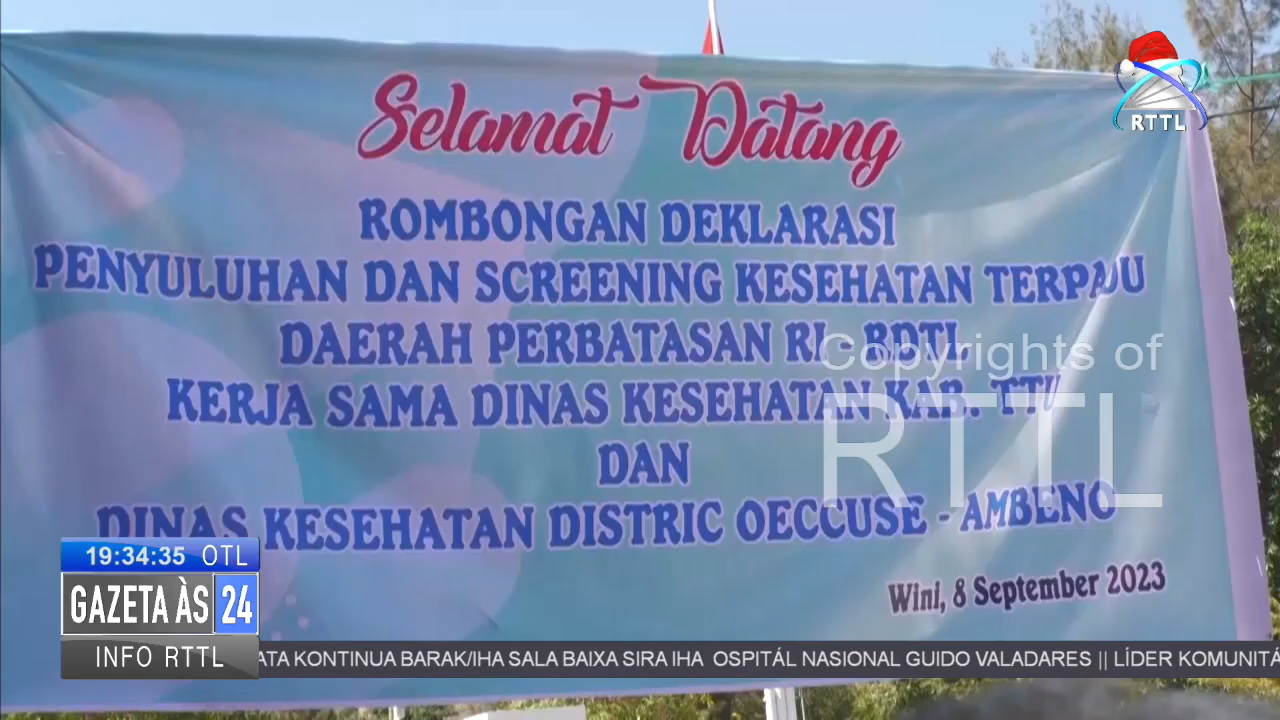 Selamat Datang
ROMBONGAN DEKLARASI
PENYULUHAN DAN SCREENING KESEHATAN TERPADU
DAERAH PERBATASAN RI - RDTL
KERJA SAMA DINAS KESEHATAN KAB. TTU
DAN
DINAS KESEHATAN DISTRIC OECCUSE - AMBENO
Wini, 8 September 2023
RTTL
Copyrights of
RTTL
19:34:35 OTL
GAZETA ÀS 24
INFO RTTL
ATA KONTINUA BARAK/IHA SALA BAIXA SIRA IHA OSPITÁL NASIONAL GUIDO VALADARES || LÍDER KOMUNITÁ